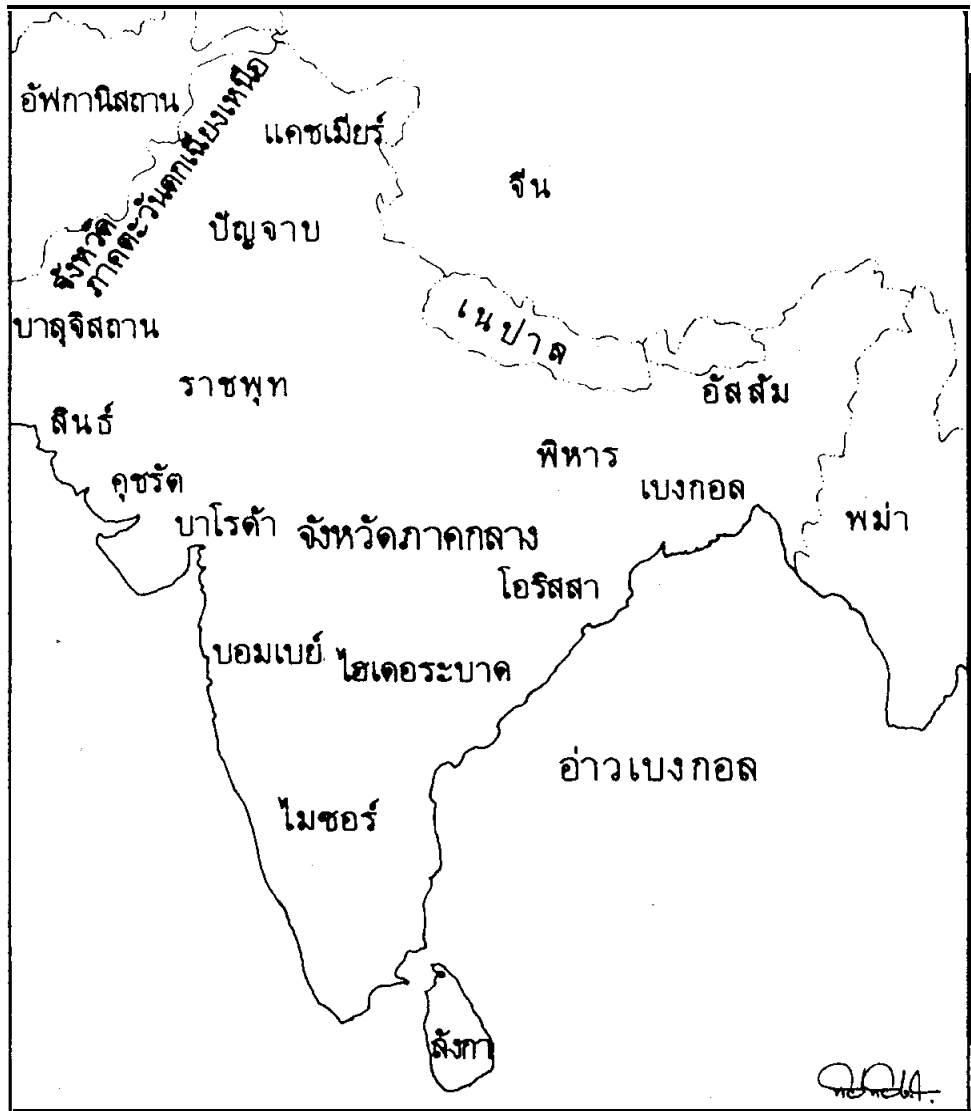 อัฟกานิสถาน
จังหวัด
ภาคตะวันตกเฉียงเหนือ
แคชเมียร์
จีน
ปัญจาบ
บาลุจิสถาน
เนปาล
ราชพุท
อัสสัม
สินธ์
พิหาร
คุชรัต
เบงกอล
บาโรด้า
จังหวัดภาคกลาง
พม่า
โอริสสา
บอมเบย์
ไฮเดอระบาด
อ่าวเบงกอล
ไมซอร์
ลังกา